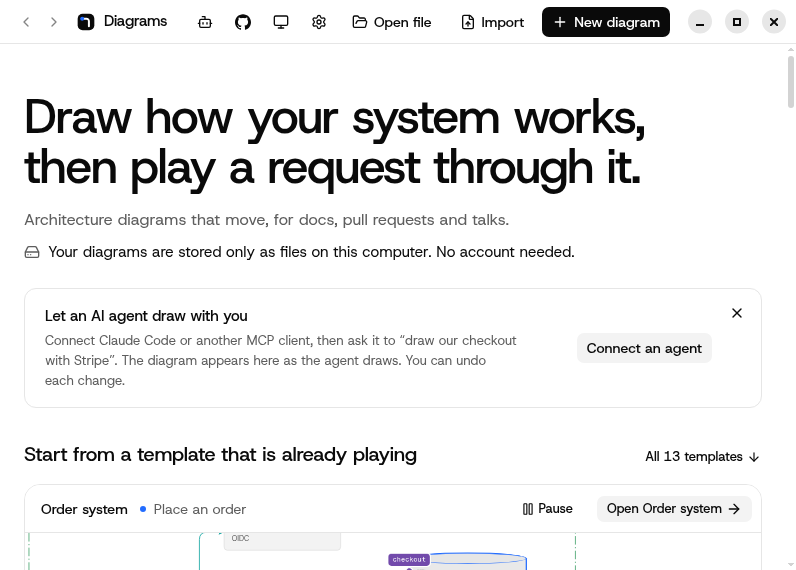 Diagrams
Open file
Import
New diagram
Draw how your system works,
then play a request through it.
Architecture diagrams that move, for docs, pull requests and talks.
Your diagrams are stored only as files on this computer. No account needed.
Let an AI agent draw with you
Connect Claude Code or another MCP client, then ask it to “draw our checkout
with Stripe”. The diagram appears here as the agent draws. You can undo
each change.
Connect an agent
Start from a template that is already playing
All 13 templates
Order system
Place an order
Pause
Open Order system
OIDC
checkout